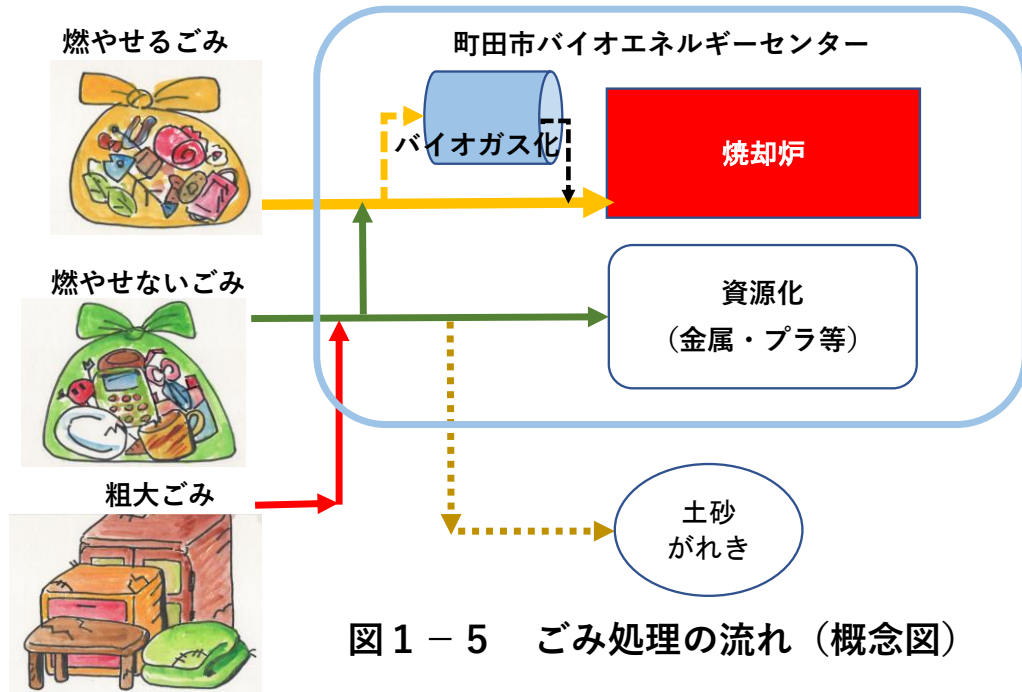 燃やせるごみ
町田市バイオエネルギーセンター
バイオガス化
焼却炉
燃やせないごみ
資源化
（金属・プラ等）
粗大ごみ
土砂
がれき
図１－５　ごみ処理の流れ（概念図）